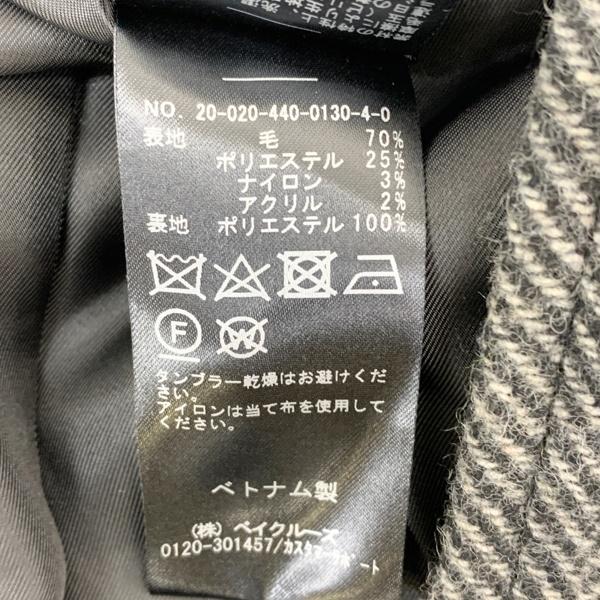 NO. 20-020-440-0130-4-0
表地 毛 70%
ポリエステル 25%
ナイロン 3%
アクリル 2%
裏地 ポリエステル 100%
F
W
タンブラー乾燥はお避けくだ
さい。
アイロンは当て布を使用して
ください。
ベトナム製
(株) ベイクルーズ
0120-301457/カスタマーサポート